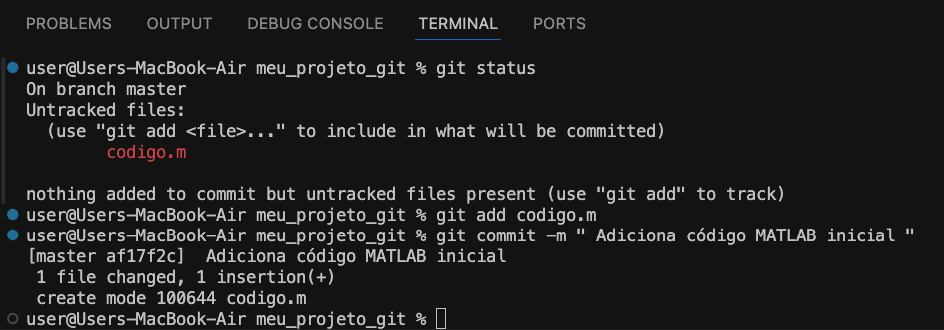 PROBLEMS OUTPUT DEBUG CONSOLE TERMINAL PORTS
user@Users-MacBook-Air meu_projeto_git % git status
On branch master
Untracked files:
  (use "git add <file>..." to include in what will be committed)
        codigo.m
nothing added to commit but untracked files present (use "git add" to track)
user@Users-MacBook-Air meu_projeto_git % git add codigo.m
user@Users-MacBook-Air meu_projeto_git % git commit -m " Adiciona código MATLAB inicial "
[master af17f2c]  Adiciona código MATLAB inicial
 1 file changed, 1 insertion(+)
 create mode 100644 codigo.m
user@Users-MacBook-Air meu_projeto_git %